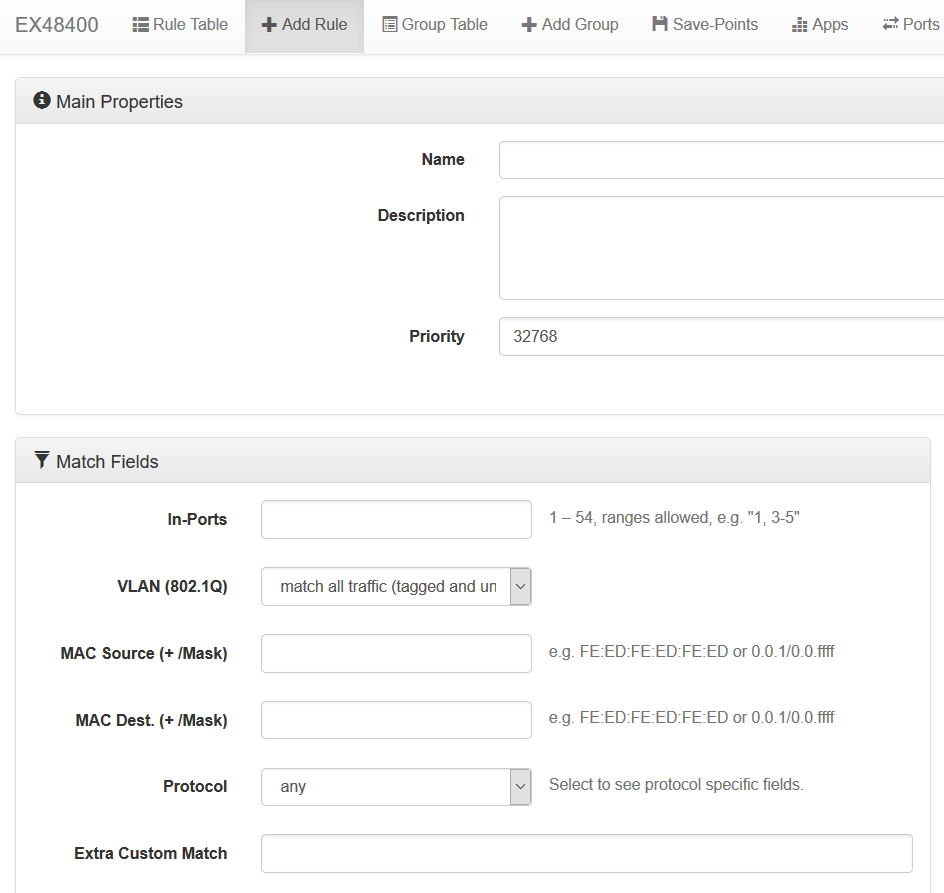 EX48400 Rule Table Add Rule Group Table Add Group Save-Points Apps Ports
Main Properties
Name
Description
Priority 32768
Match Fields
In-Ports 1 – 54, ranges allowed, e.g. "1, 3-5"
VLAN (802.1Q) match all traffic (tagged and un
MAC Source (+ /Mask) e.g. FE:ED:FE:ED:FE:ED or 0.0.1/0.0.ffff
MAC Dest. (+ /Mask) e.g. FE:ED:FE:ED:FE:ED or 0.0.1/0.0.ffff
Protocol any Select to see protocol specific fields.
Extra Custom Match